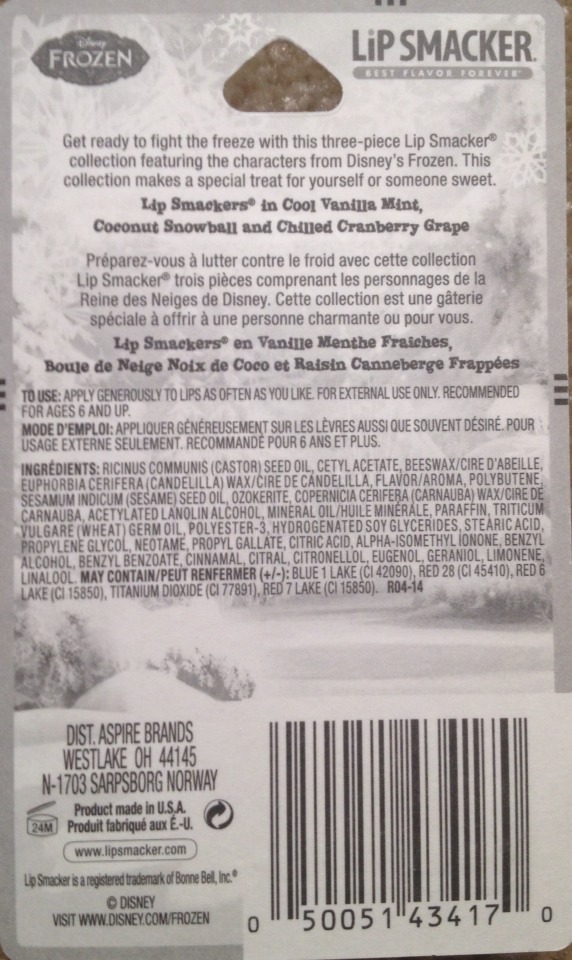 Disney
FROZEN
LiP SMACKER.
BEST FLAVOR FOREVER
Get ready to fight the freeze with this three-piece Lip Smacker®
collection featuring the characters from Disney's Frozen. This
collection makes a special treat for yourself or someone sweet.
Lip Smackers® in Cool Vanilla Mint,
Coconut Snowball and Chilled Cranberry Grape
Préparez-vous à lutter contre le froid avec cette collection
Lip Smacker® trois pièces comprenant les personnages de la
Reine des Neiges de Disney. Cette collection est une gâterie
spéciale à offrir à une personne charmante ou pour vous.
Lip Smackers® en Vanille Menthe Fraîches,
Boule de Neige Noix de Coco et Raisin Canneberge Frappées
TO USE: APPLY GENEROUSLY TO LIPS AS OFTEN AS YOU LIKE. FOR EXTERNAL USE ONLY. RECOMMENDED
FOR AGES 6 AND UP.
MODE D'EMPLOI: APPLIQUER GÉNÉREUSEMENT SUR LES LÈVRES AUSSI QUE SOUVENT DÉSIRÉ. POUR
USAGE EXTERNE SEULEMENT. RECOMMANDÉ POUR 6 ANS ET PLUS.
INGRÉDIENTS: RICINUS COMMUNIS (CASTOR) SEED OIL, CETYL ACETATE, BEESWAX/CIRE D'ABEILLE,
EUPHORBIA CERIFERA (CANDELILLA) WAX/CIRE DE CANDELILLA, FLAVOR/AROMA, POLYBUTENE,
SESAMUM INDICUM (SESAME) SEED OIL, OZOKERITE, COPERNICIA CERIFERA (CARNAUBA) WAX/CIRE DE
CARNAUBA, ACETYLATED LANOLIN ALCOHOL, MINERAL OIL/HUILE MINÉRALE, PARAFFIN, TRITICUM
VULGARE (WHEAT) GERM OIL, POLYESTER-3, HYDROGENATED SOY GLYCERIDES, STEARIC ACID,
PROPYLENE GLYCOL, NEOTAME, PROPYL GALLATE, CITRIC ACID, ALPHA-ISOMETHYL IONONE, BENZYL
ALCOHOL, BENZYL BENZOATE, CINNAMAL, CITRAL, CITRONELLOL, EUGENOL, GERANIOL, LIMONENE,
LINALOOL. MAY CONTAIN/PEUT RENFERMER (+/-): BLUE 1 LAKE (CI 42090), RED 28 (CI 45410), RED 6
LAKE (CI 15850), TITANIUM DIOXIDE (CI 77891), RED 7 LAKE (CI 15850). R04-14
DIST. ASPIRE BRANDS
WESTLAKE OH 44145
N-1703 SARPSBORG NORWAY
24M
Product made in U.S.A.
Produit fabriqué aux É.-U.
www.lipsmacker.com
Lip Smacker is a registered trademark of Bonne Bell, Inc.®
© DISNEY
VISIT WWW.DISNEY.COM/FROZEN
0 50051 43417 0